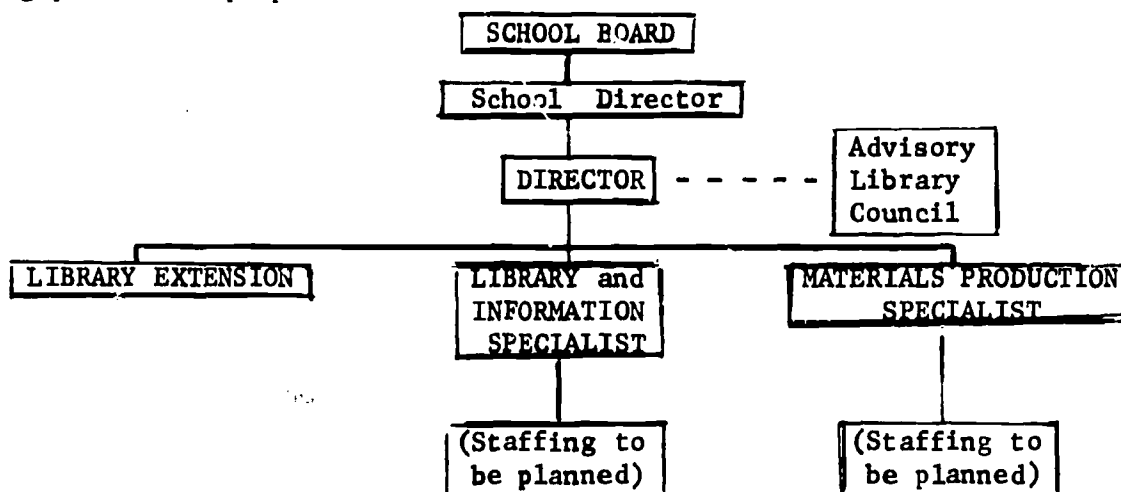 SCHOOL BOARD
School Director
DIRECTOR
Advisory
Library
Council
LIBRARY EXTENSION
LIBRARY and
INFORMATION
SPECIALIST
MATERIALS PRODUCTION
SPECIALIST
(Staffing to
be planned)
(Staffing to
be planned)